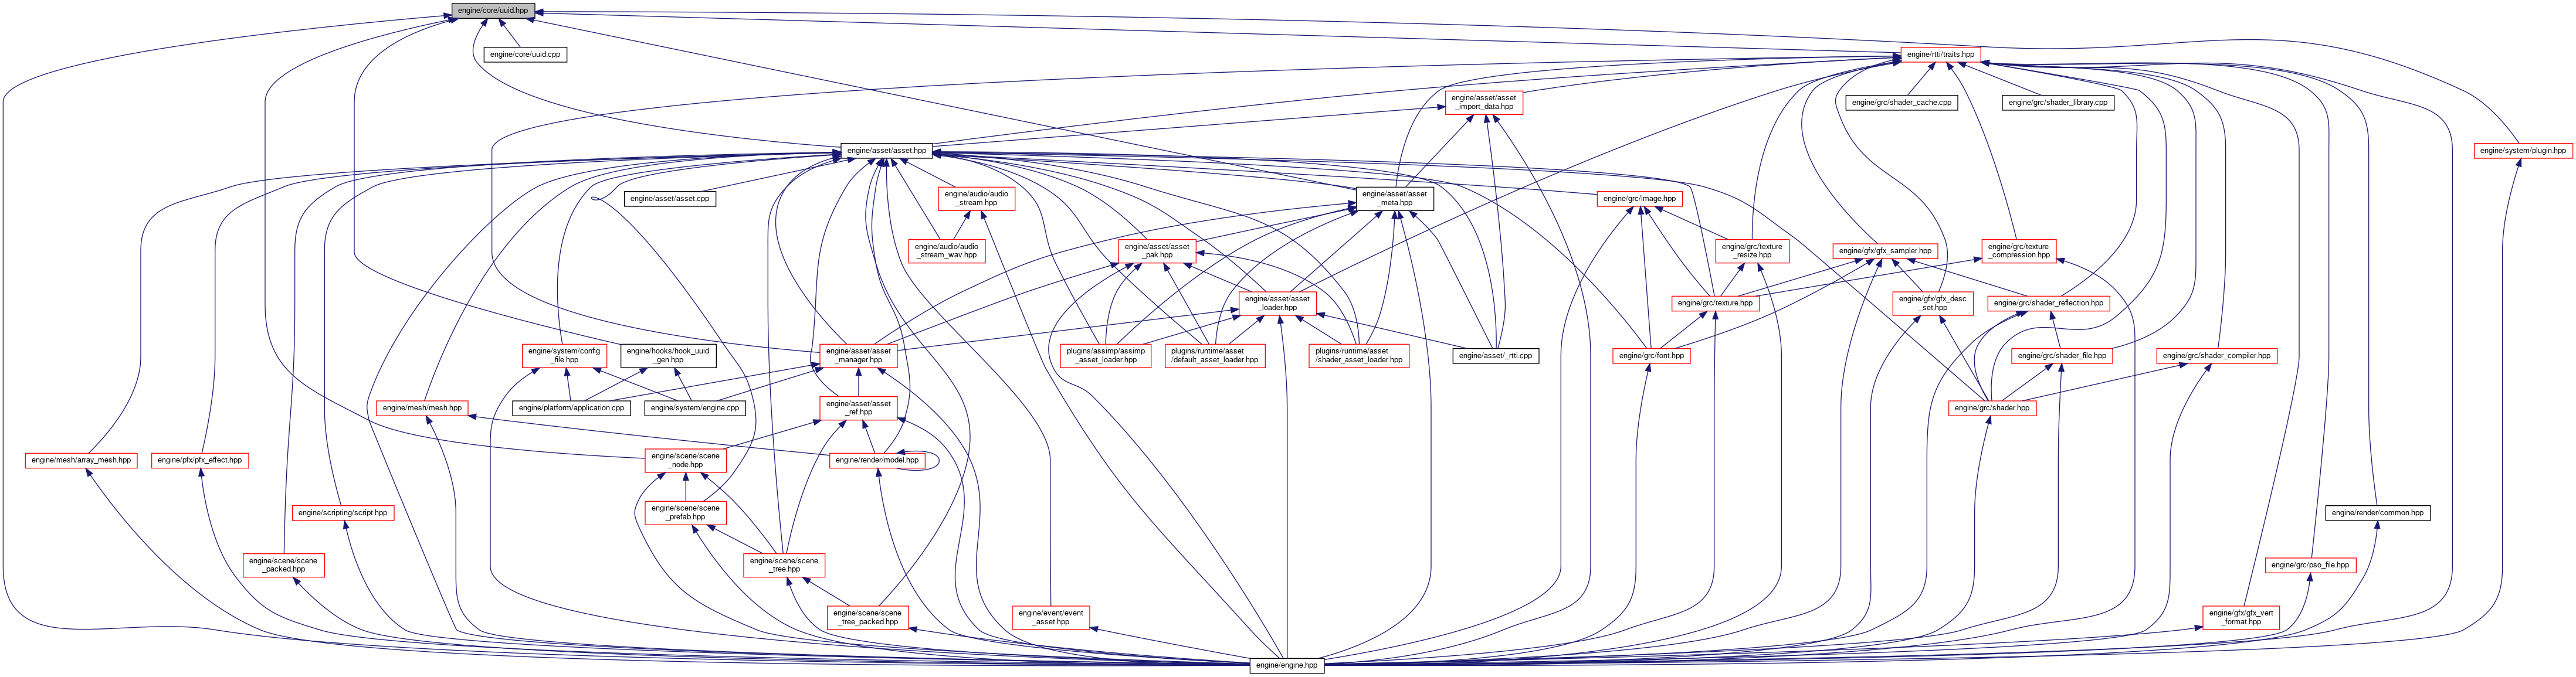 engine/core/uuid.hpp
engine/core/uuid.cpp
engine/rtti/traits.hpp
engine/asset/asset
_import_data.hpp
engine/grc/shader_cache.cpp
engine/grc/shader_library.cpp
engine/asset/asset.hpp
engine/system/plugin.hpp
engine/asset/asset.cpp
engine/audio/audio
_stream.hpp
engine/asset/asset
_meta.hpp
engine/grc/image.hpp
engine/audio/audio
_stream_wav.hpp
engine/asset/asset
_pak.hpp
engine/grc/texture
_resize.hpp
engine/gfx/gfx_sampler.hpp
engine/grc/texture
_compression.hpp
engine/asset/asset
_loader.hpp
engine/grc/texture.hpp
engine/gfx/gfx_desc
_set.hpp
engine/grc/shader_reflection.hpp
engine/system/config
_file.hpp
engine/hooks/hook_uuid
_gen.hpp
engine/asset/asset
_manager.hpp
plugins/assimp/assimp
_asset_loader.hpp
plugins/runtime/asset
/default_asset_loader.hpp
plugins/runtime/asset
/shader_asset_loader.hpp
engine/asset/_rtti.cpp
engine/grc/font.hpp
engine/grc/shader_file.hpp
engine/grc/shader_compiler.hpp
engine/mesh/mesh.hpp
engine/platform/application.cpp
engine/system/engine.cpp
engine/asset/asset
_ref.hpp
engine/grc/shader.hpp
engine/mesh/array_mesh.hpp
engine/pfx/pfx_effect.hpp
engine/scene/scene
_node.hpp
engine/render/model.hpp
engine/scripting/script.hpp
engine/scene/scene
_prefab.hpp
engine/render/common.hpp
engine/scene/scene
_packed.hpp
engine/scene/scene
_tree.hpp
engine/grc/pso_file.hpp
engine/scene/scene
_tree_packed.hpp
engine/event/event
_asset.hpp
engine/gfx/gfx_vert
_format.hpp
engine/engine.hpp